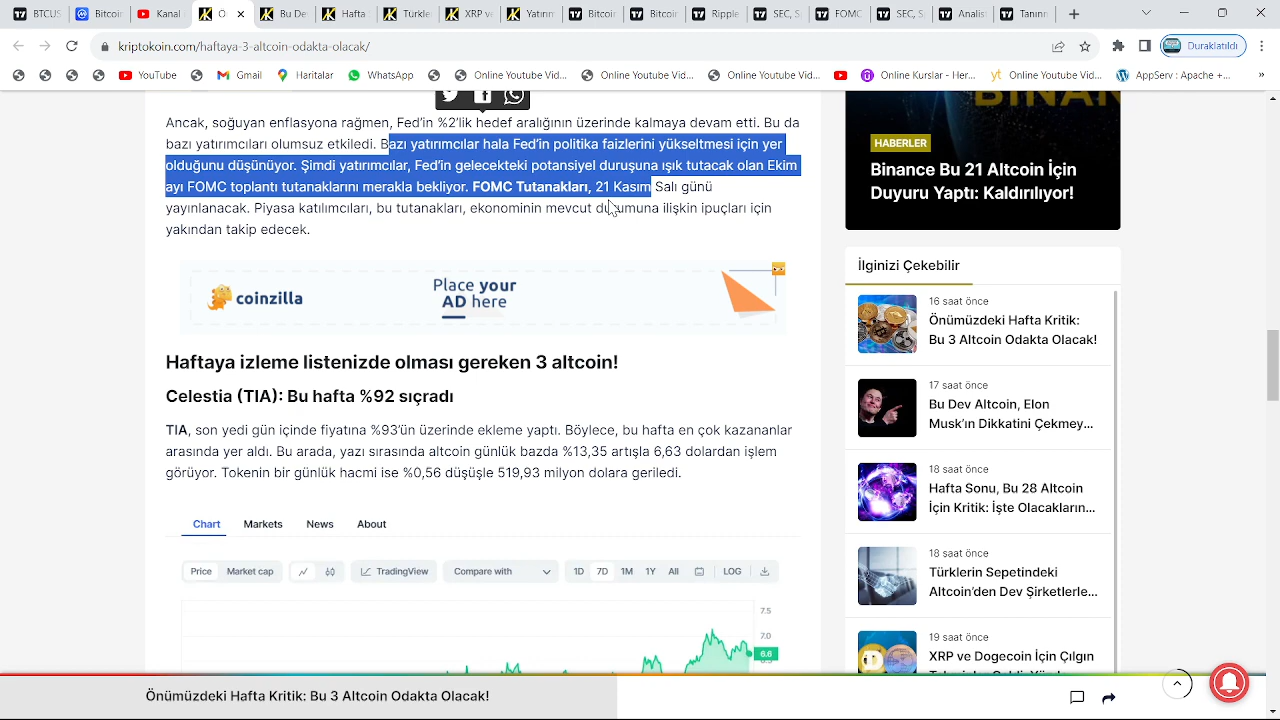 BTCUS
Bitcoin
Kanal
O
Bu De
Hafta
Türkle
XRP ve
Yatırın
Bitcoin
Bitcoin
Ripple
SEC, S
FOMC
SEC, S
Analis
Tanınr
kriptokoin.com/haftaya-3-altcoin-odakta-olacak/
Duraklatıldı
YouTube
Gmail
Haritalar
WhatsApp
Online Youtube Vid...
Online Youtube Vid...
Online Youtube Vid...
Online Kurslar - Her...
Online Youtube Vid...
AppServ : Apache +...
»
Ancak, soğuyan enflasyona rağmen, Fed'in %2'lik hedef aralığının üzerinde kalmaya devam etti. Bu da
bazı yatırımcıları olumsuz etkiledi. Bazı yatırımcılar hala Fed'in politika faizlerini yükseltmesi için yer
olduğunu düşünüyor. Şimdi yatırımcılar, Fed'in gelecekteki potansiyel duruşuna ışık tutacak olan Ekim
ayı FOMC toplantı tutanaklarını merakla bekliyor. FOMC Tutanakları, 21 Kasım Salı günü
yayınlanacak. Piyasa katılımcıları, bu tutanakları, ekonominin mevcut durumuna ilişkin ipuçları için
yakından takip edecek.
coinzilla
Place your
AD here
Haftaya izleme listenizde olması gereken 3 altcoin!
Celestia (TIA): Bu hafta %92 sıçradı
TIA, son yedi gün içinde fiyatına %93'ün üzerinde ekleme yaptı. Böylece, bu hafta en çok kazananlar
arasında yer aldı. Bu arada, yazı sırasında altcoin günlük bazda %13,35 artışla 6,63 dolardan işlem
görüyor. Tokenin bir günlük hacmi ise %0,56 düşüşle 519,93 milyon dolara geriledi.
Chart Markets News About
Price Market cap TradingView Compare with 1D 7D 1M 1Y All LOG
7.5
7.0
6.6
BINAN
HABERLER
Binance Bu 21 Altcoin İçin
Duyuru Yaptı: Kaldırılıyor!
İlginizi Çekebilir
16 saat önce
Önümüzdeki Hafta Kritik:
Bu 3 Altcoin Odakta Olacak!
17 saat önce
Bu Dev Altcoin, Elon
Musk'ın Dikkatini Çekmey...
18 saat önce
Hafta Sonu, Bu 28 Altcoin
İçin Kritik: İşte Olacakların...
18 saat önce
Türklerin Sepetindeki
Altcoin'den Dev Şirketlerle...
19 saat önce
XRP ve Dogecoin İçin Çılgın
Önümüzdeki Hafta Kritik: Bu 3 Altcoin Odakta Olacak!